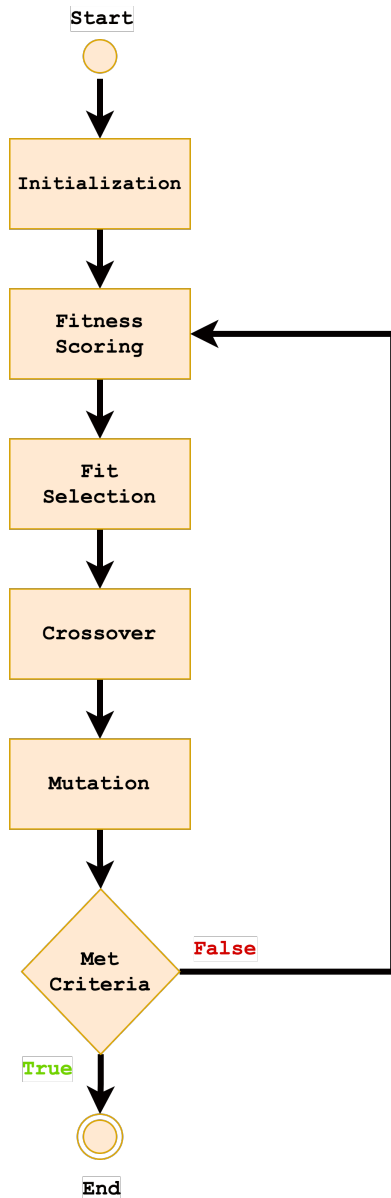 Start
Initialization
Fitness
Scoring
Fit
Selection
Crossover
Mutation
Met
Criteria
False
True
End